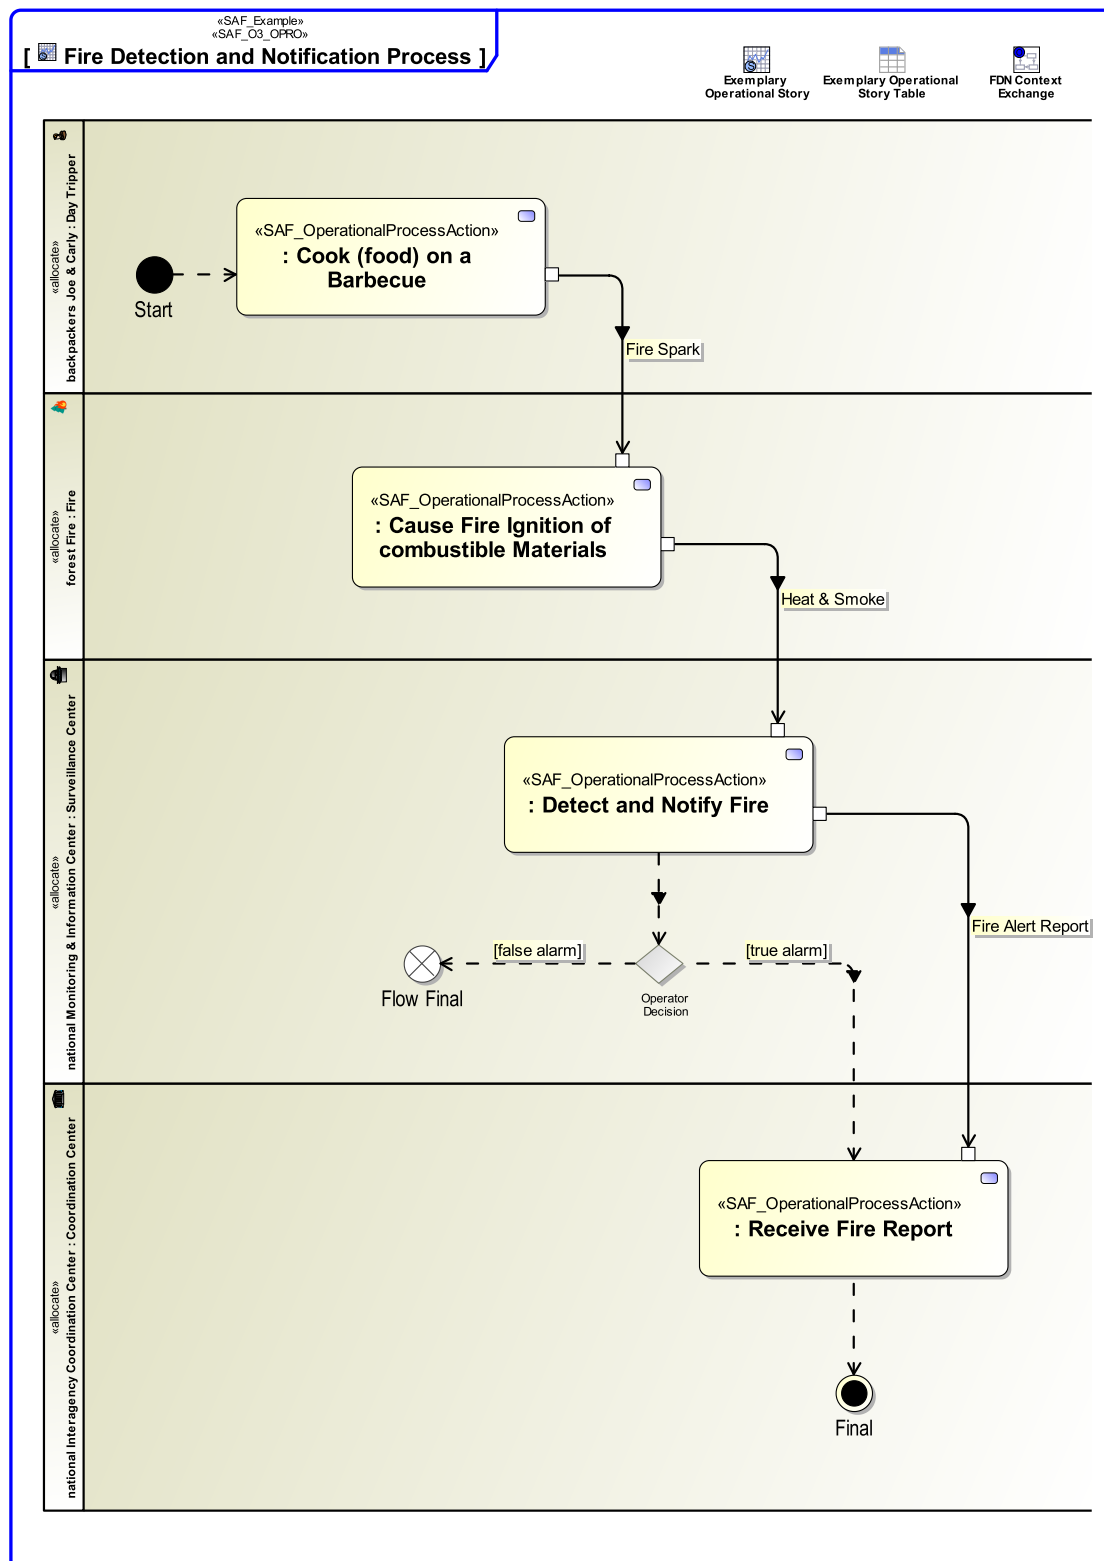 «SAF_Example»
«SAF_O3_OPRO»
[ Fire Detection and Notification Process ]
Exemplary
Operational Story
Exemplary Operational
Story Table
FDN Context
Exchange
«allocate»
backpackers Joe & Carly : Day Tripper
Start
«SAF_OperationalProcessAction»
: Cook (food) on a
Barbecue
Fire Spark
«allocate»
forest Fire : Fire
«SAF_OperationalProcessAction»
: Cause Fire Ignition of
combustible Materials
Heat & Smoke
«allocate»
national Monitoring & Information Center : Surveillance Center
«SAF_OperationalProcessAction»
: Detect and Notify Fire
Fire Alert Report
[false alarm]
[true alarm]
Flow Final
Operator
Decision
«allocate»
national Interagency Coordination Center : Coordination Center
«SAF_OperationalProcessAction»
: Receive Fire Report
Final